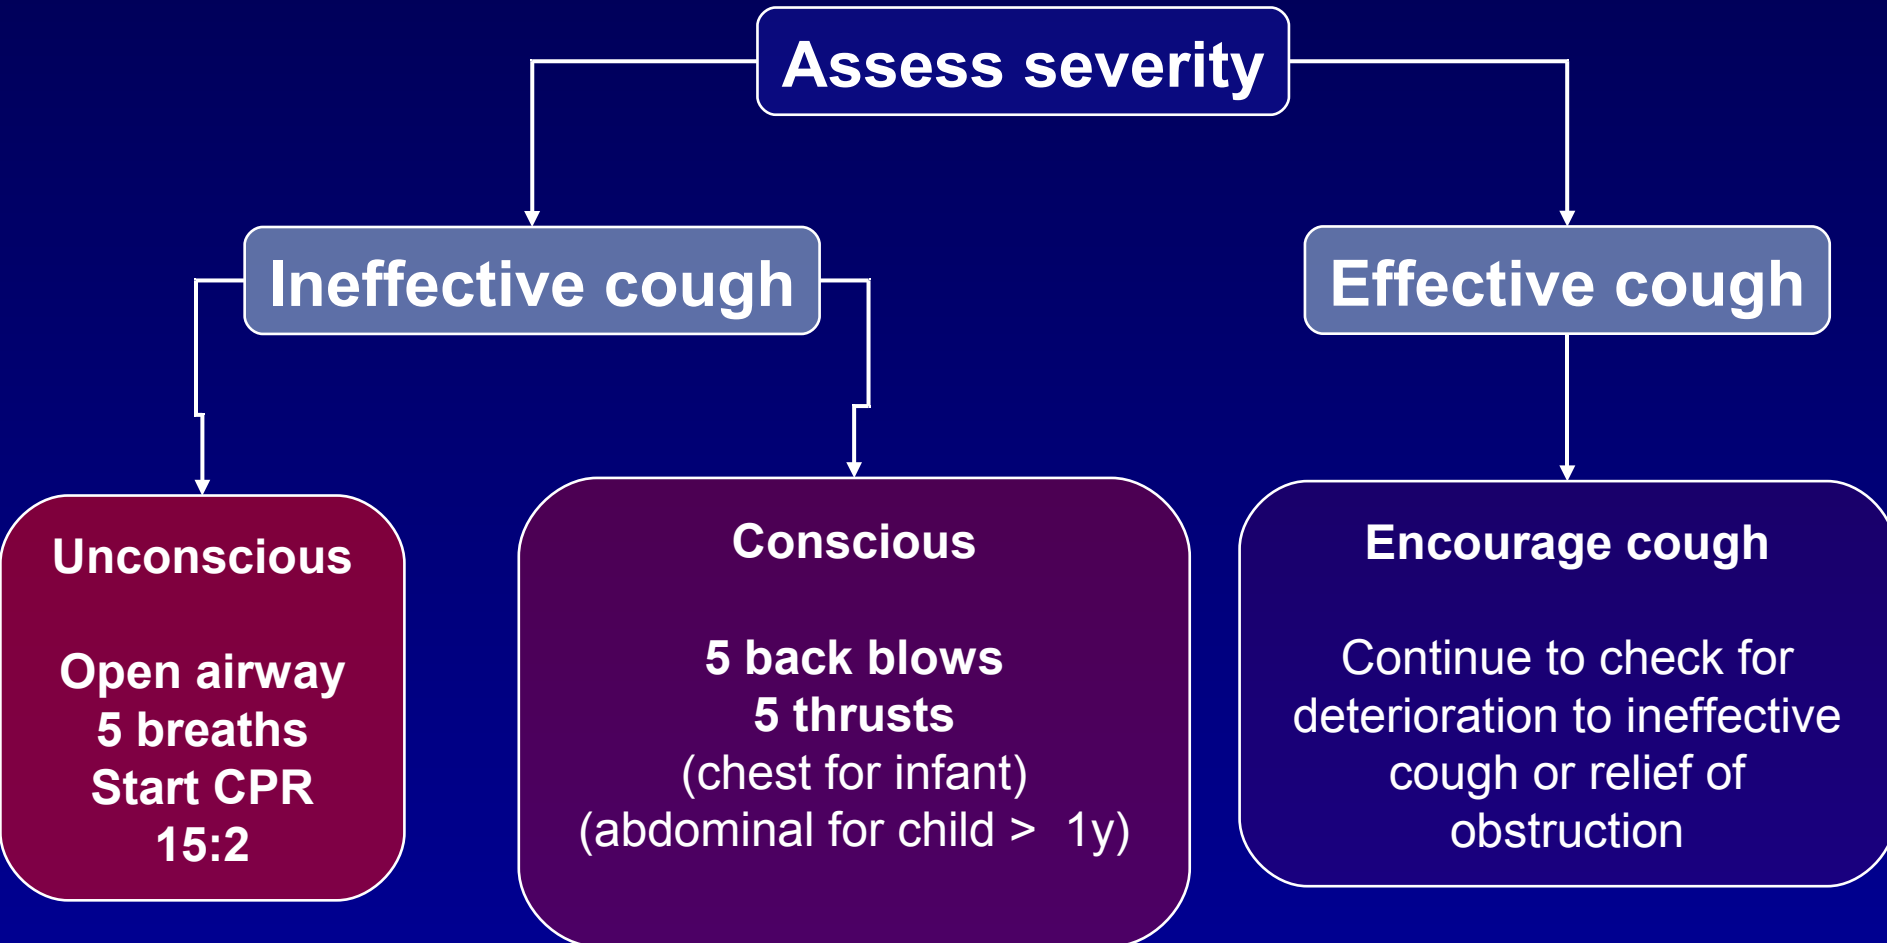 Assess severity
Ineffective cough
Effective cough
Unconscious
Open airway
5 breaths
Start CPR
15:2
Conscious
5 back blows
5 thrusts
(chest for infant)
(abdominal for child > 1y)
Encourage cough
Continue to check for
deterioration to ineffective
cough or relief of
obstruction